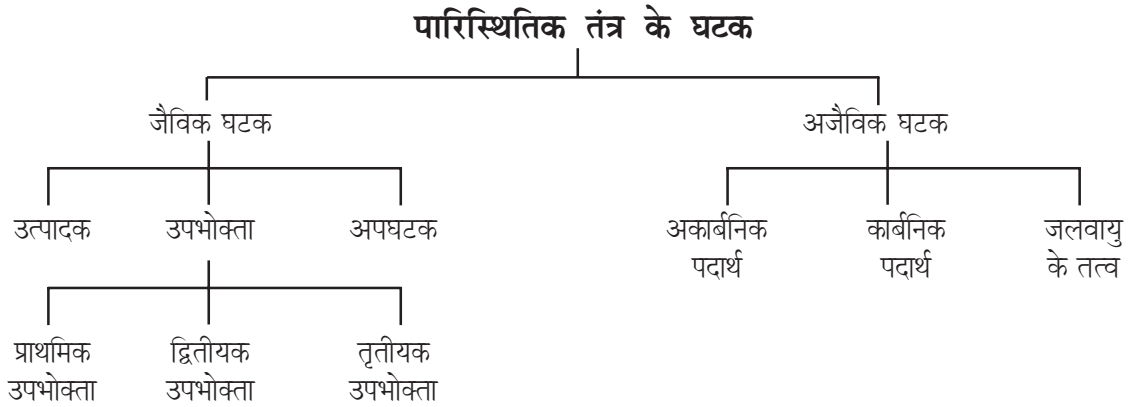 पारिस्थितिक तंत्र के घटक
जैविक घटक
अजैविक घटक
उत्पादक
उपभोक्ता
अपघटक
अकार्बनिक
पदार्थ
कार्बनिक
पदार्थ
जलवायु
के तत्व
प्राथमिक
उपभोक्ता
द्वितीयक
उपभोक्ता
तृतीयक
उपभोक्ता